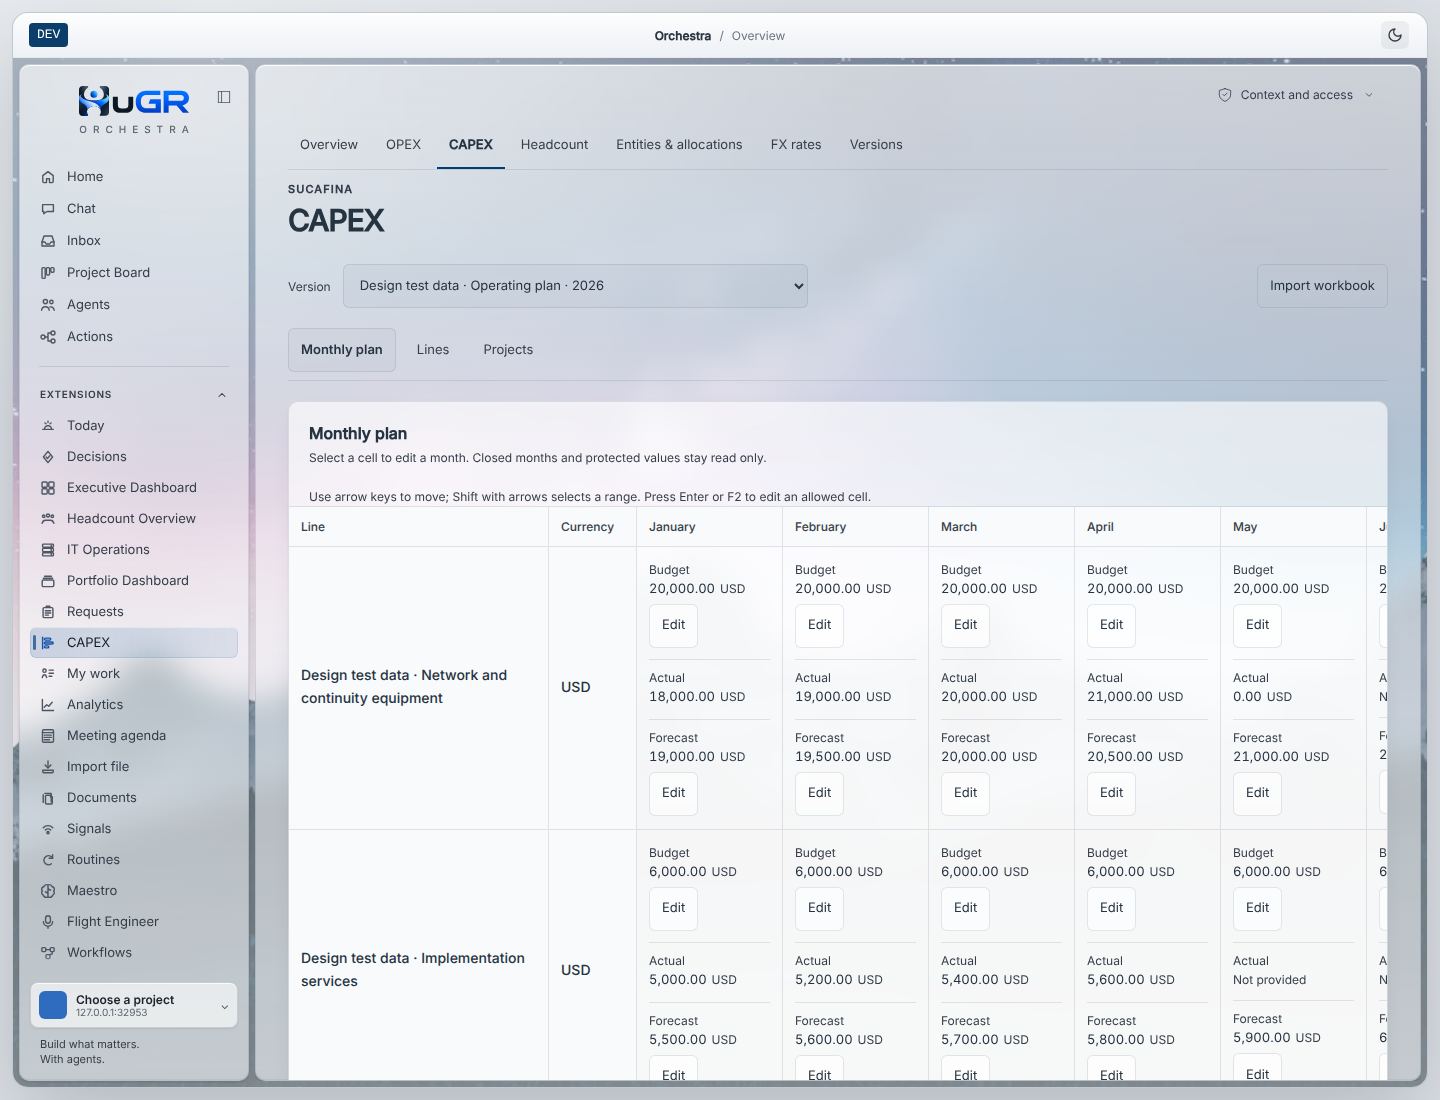 DEV
Orchestra / Overview
HuGR
ORCHESTRA
Home
Chat
Inbox
Project Board
Agents
Actions
EXTENSIONS
Today
Decisions
Executive Dashboard
Headcount Overview
IT Operations
Portfolio Dashboard
Requests
CAPEX
My work
Analytics
Meeting agenda
Import file
Documents
Signals
Routines
Maestro
Flight Engineer
Workflows
Choose a project
127.0.0.1:32953
Build what matters.
With agents.
Context and access
Overview OPEX CAPEX Headcount Entities & allocations FX rates Versions
SUCAFINA
CAPEX
Version Design test data · Operating plan · 2026 Import workbook
Monthly plan Lines Projects
Monthly plan
Select a cell to edit a month. Closed months and protected values stay read only.
Use arrow keys to move; Shift with arrows selects a range. Press Enter or F2 to edit an allowed cell.
Line Currency January February March April May
Budget Budget Budget Budget Budget
20,000.00 USD 20,000.00 USD 20,000.00 USD 20,000.00 USD 20,000.00 USD
Edit Edit Edit Edit Edit
Design test data · Network and
continuity equipment
USD
Actual Actual Actual Actual Actual
18,000.00 USD 19,000.00 USD 20,000.00 USD 21,000.00 USD 0.00 USD
Forecast Forecast Forecast Forecast Forecast
19,000.00 USD 19,500.00 USD 20,000.00 USD 20,500.00 USD 21,000.00 USD
Edit Edit Edit Edit Edit
Budget Budget Budget Budget Budget
6,000.00 USD 6,000.00 USD 6,000.00 USD 6,000.00 USD 6,000.00 USD
Edit Edit Edit Edit Edit
Design test data · Implementation
services
USD
Actual Actual Actual Actual Actual
5,000.00 USD 5,200.00 USD 5,400.00 USD 5,600.00 USD Not provided
Forecast Forecast Forecast Forecast Forecast
5,500.00 USD 5,600.00 USD 5,700.00 USD 5,800.00 USD 5,900.00 USD
Edit Edit Edit Edit Edit